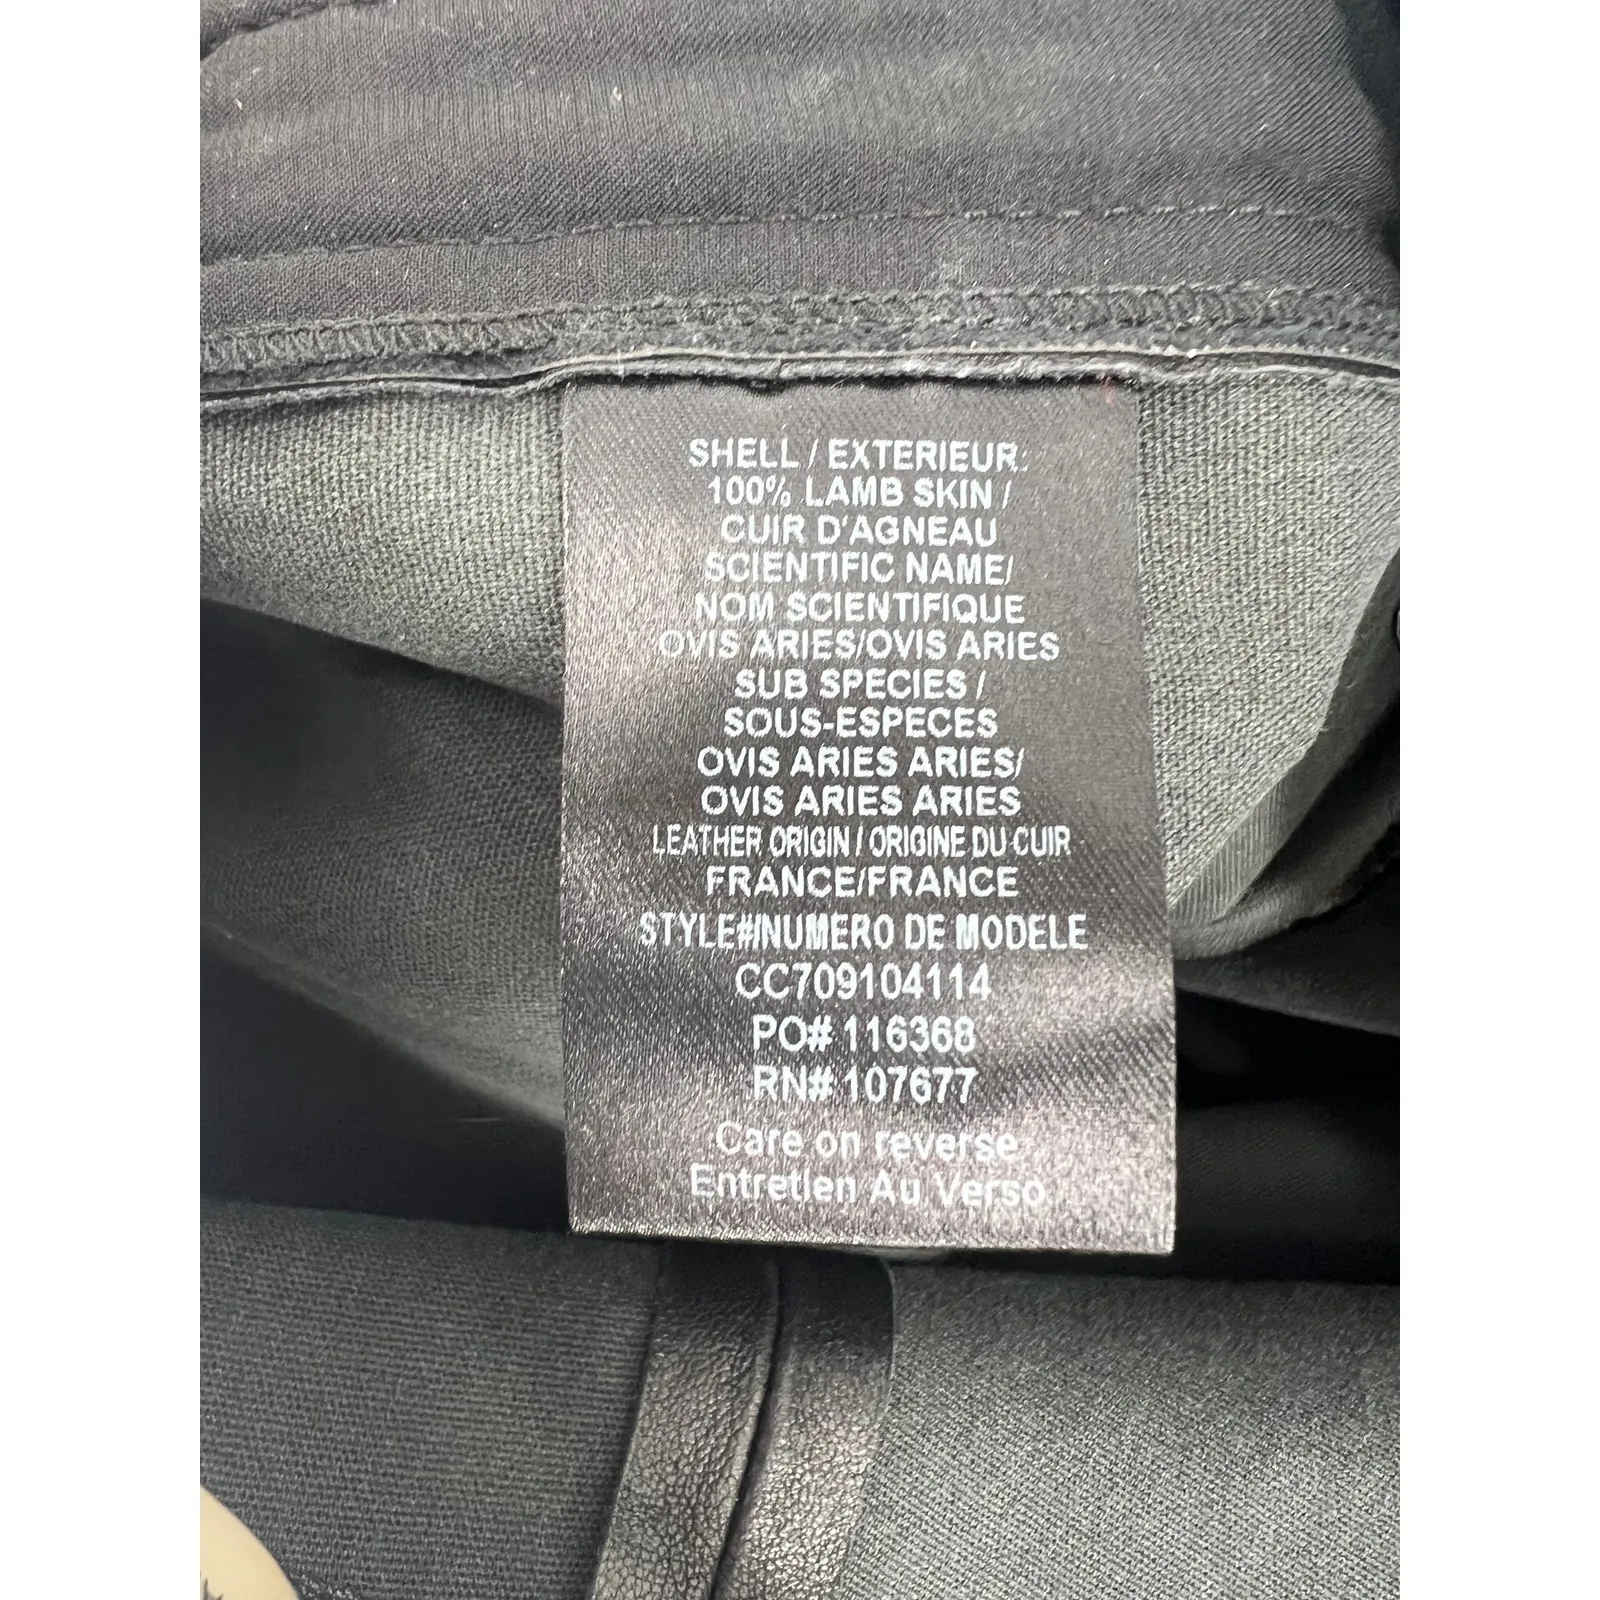 SHELL / EXTERIEUR:
100% LAMB SKIN /
CUIR D'AGNEAU
SCIENTIFIC NAME/
NOM SCIENTIFIQUE
OVIS ARIES/OVIS ARIES
SUB SPECIES /
SOUS-ESPECES
OVIS ARIES ARIES/
OVIS ARIES ARIES
LEATHER ORIGIN / ORIGINE DU CUIR
FRANCE/FRANCE
STYLE#/NUMERO DE MODELE
CC709104114
PO# 116368
RN# 107677
Care on reverse
Entretien Au Verso